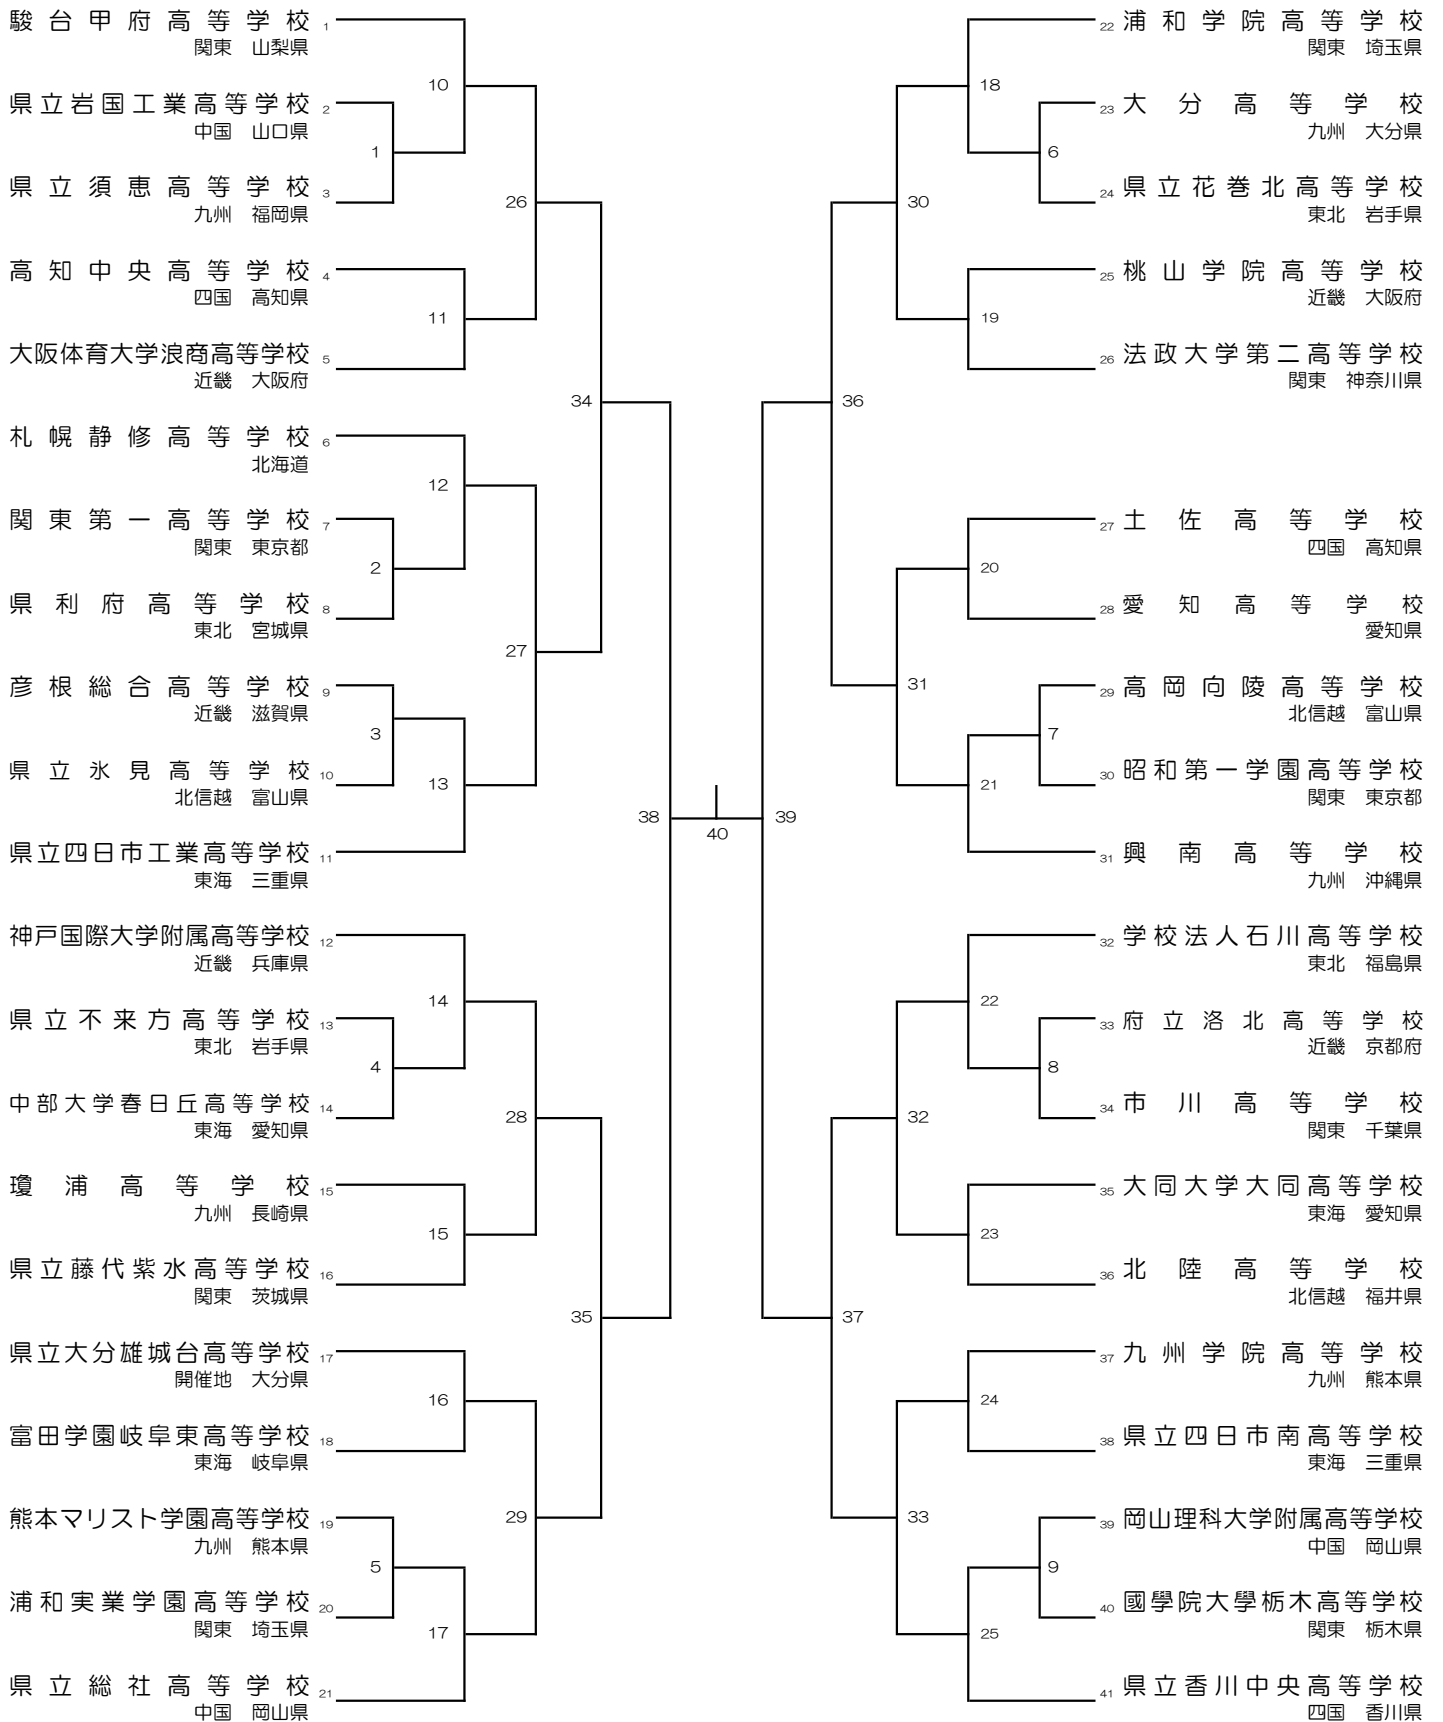 駿台甲府高等学校 1
関東 山梨県
県立岩国工業高等学校 2
中国 山口県
県立須恵高等学校 3
九州 福岡県
高知中央高等学校 4
四国 高知県
大阪体育大学浪商高等学校 5
近畿 大阪府
札幌静修高等学校 6
北海道
関東第一高等学校 7
関東 東京都
県利府高等学校 8
東北 宮城県
彦根総合高等学校 9
近畿 滋賀県
県立氷見高等学校 10
北信越 富山県
県立四日市工業高等学校 11
東海 三重県
神戸国際大学附属高等学校 12
近畿 兵庫県
県立不来方高等学校 13
東北 岩手県
中部大学春日丘高等学校 14
東海 愛知県
瓊浦高等学校 15
九州 長崎県
県立藤代紫水高等学校 16
関東 茨城県
県立大分雄城台高等学校 17
開催地 大分県
富田学園岐阜東高等学校 18
東海 岐阜県
熊本マリスト学園高等学校 19
九州 熊本県
浦和実業学園高等学校 20
関東 埼玉県
県立総社高等学校 21
中国 岡山県
1
2
3
4
5
10
11
12
13
14
15
16
17
26
27
28
29
34
35
38
40
39
36
37
30
31
32
33
18
19
20
21
22
23
24
25
6
7
8
9
22 浦和学院高等学校
関東 埼玉県
23 大分高等学校
九州 大分県
24 県立花巻北高等学校
東北 岩手県
25 桃山学院高等学校
近畿 大阪府
26 法政大学第二高等学校
関東 神奈川県
27 土佐高等学校
四国 高知県
28 愛知高等学校
愛知県
29 高岡向陵高等学校
北信越 富山県
30 昭和第一学園高等学校
関東 東京都
31 興南高等学校
九州 沖縄県
32 学校法人石川高等学校
東北 福島県
33 府立洛北高等学校
近畿 京都府
34 市川高等学校
関東 千葉県
35 大同大学大同高等学校
東海 愛知県
36 北陸高等学校
北信越 福井県
37 九州学院高等学校
九州 熊本県
38 県立四日市南高等学校
東海 三重県
39 岡山理科大学附属高等学校
中国 岡山県
40 國學院大學栃木高等学校
関東 栃木県
41 県立香川中央高等学校
四国 香川県